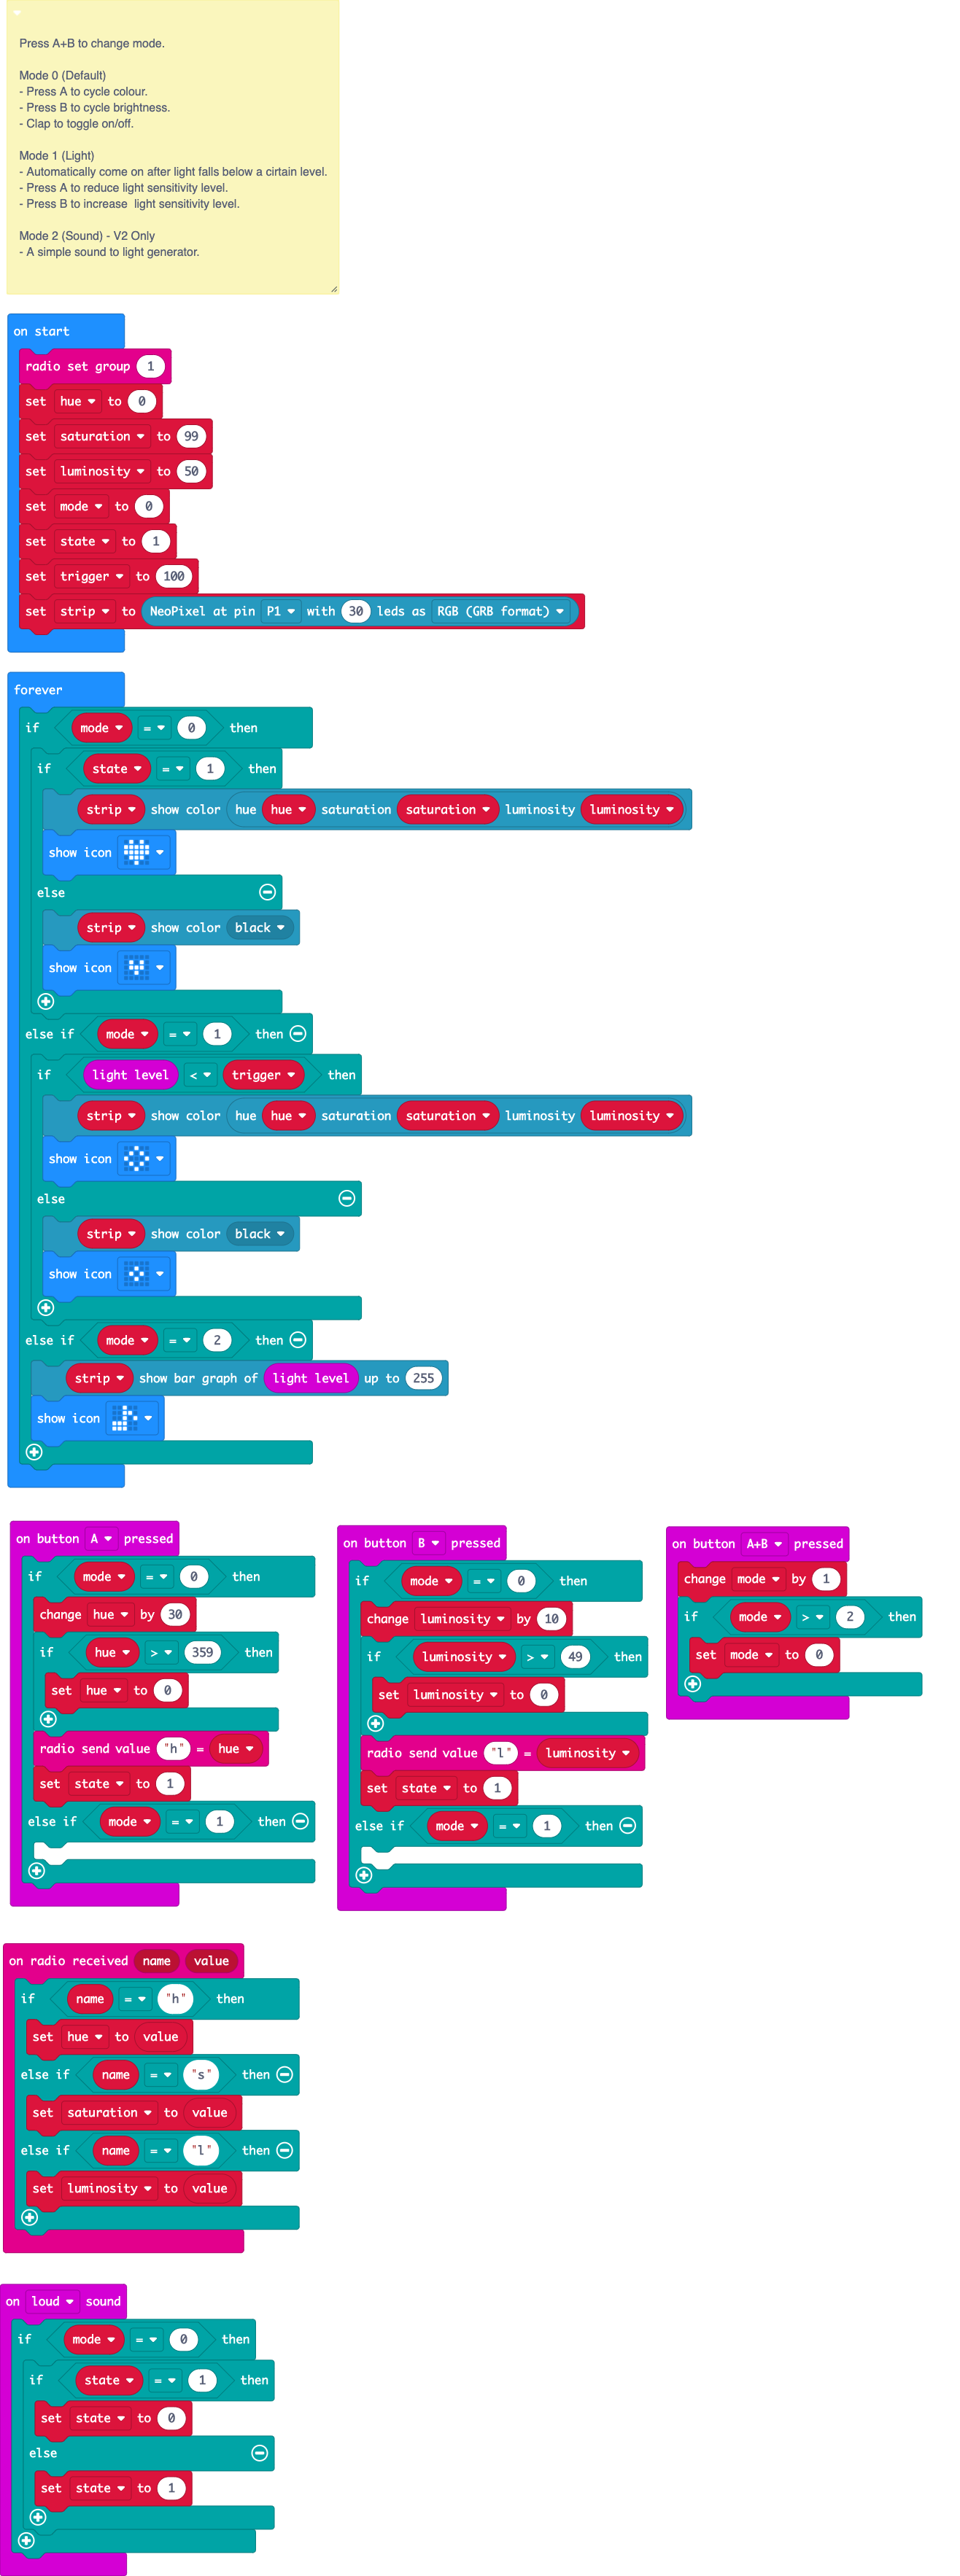 Press A+B to change mode.
Mode 0 (Default)
- Press A to cycle colour.
- Press B to cycle brightness.
- Clap to toggle on/off.
Mode 1 (Light)
- Automatically come on after light falls below a cirtain level.
- Press A to reduce light sensitivity level.
- Press B to increase  light sensitivity level.
Mode 2 (Sound) - V2 Only
- A simple sound to light generator.
on start
radio set group 1
set hue to 0
set saturation to 99
set luminosity to 50
set mode to 0
set state to 1
set trigger to 100
set strip to NeoPixel at pin P1 with 30 leds as RGB (GRB format)
forever
if mode = 0 then
if state = 1 then
strip show color hue hue saturation saturation luminosity luminosity
show icon
else
strip show color black
show icon
else if mode = 1 then
if light level < trigger then
strip show color hue hue saturation saturation luminosity luminosity
show icon
else
strip show color black
show icon
else if mode = 2 then
strip show bar graph of light level up to 255
show icon
on button A pressed
if mode = 0 then
change hue by 30
if hue > 359 then
set hue to 0
radio send value "h" = hue
set state to 1
else if mode = 1 then
on button B pressed
if mode = 0 then
change luminosity by 10
if luminosity > 49 then
set luminosity to 0
radio send value "l" = luminosity
set state to 1
else if mode = 1 then
on button A+B pressed
change mode by 1
if mode > 2 then
set mode to 0
on radio received name value
if name = "h" then
set hue to value
else if name = "s" then
set saturation to value
else if name = "l" then
set luminosity to value
on loud sound
if mode = 0 then
if state = 1 then
set state to 0
else
set state to 1